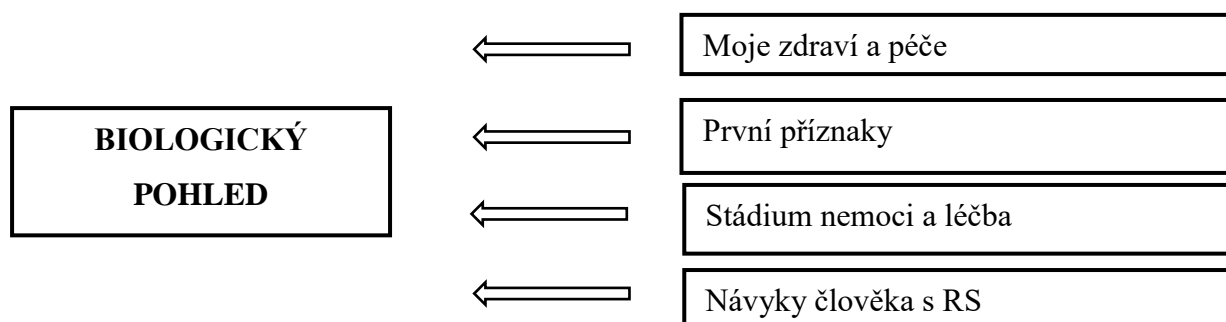 BIOLOGICKÝ
POHLED
Moje zdraví a péče
První příznaky
Stádium nemoci a léčba
Návyky člověka s RS